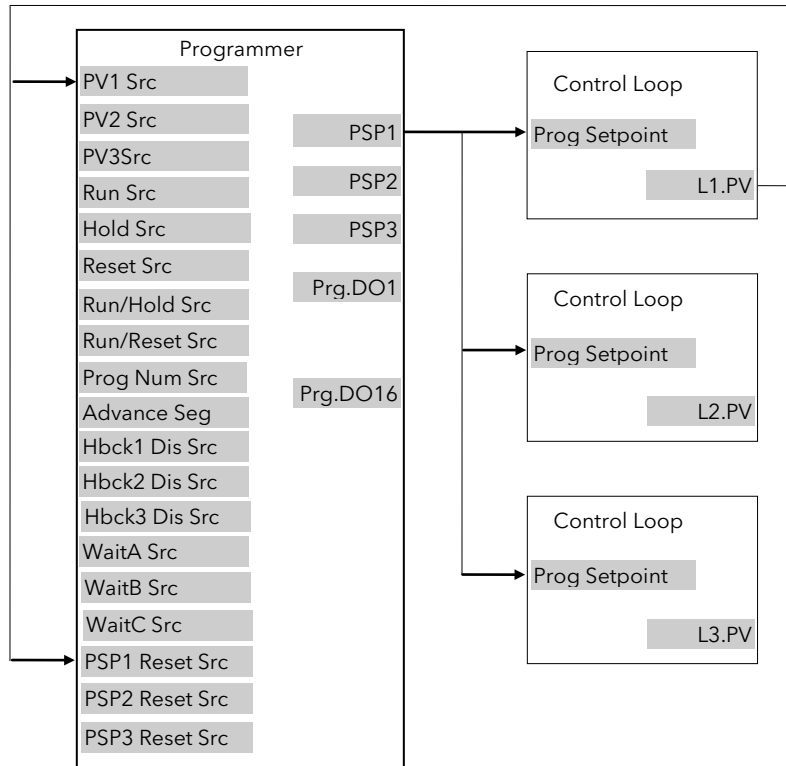 Programmer
PV1 Src
PV2 Src
PV3Src
Run Src
Hold Src
Reset Src
Run/Hold Src
Run/Reset Src
Prog Num Src
Advance Seg
Hbck1 Dis Src
Hbck2 Dis Src
Hbck3 Dis Src
WaitA Src
WaitB Src
WaitC Src
PSP1 Reset Src
PSP2 Reset Src
PSP3 Reset Src
PSP1
PSP2
PSP3
Prg.DO1
Prg.DO16
Control Loop
Prog Setpoint
L1.PV
Control Loop
Prog Setpoint
L2.PV
Control Loop
Prog Setpoint
L3.PV